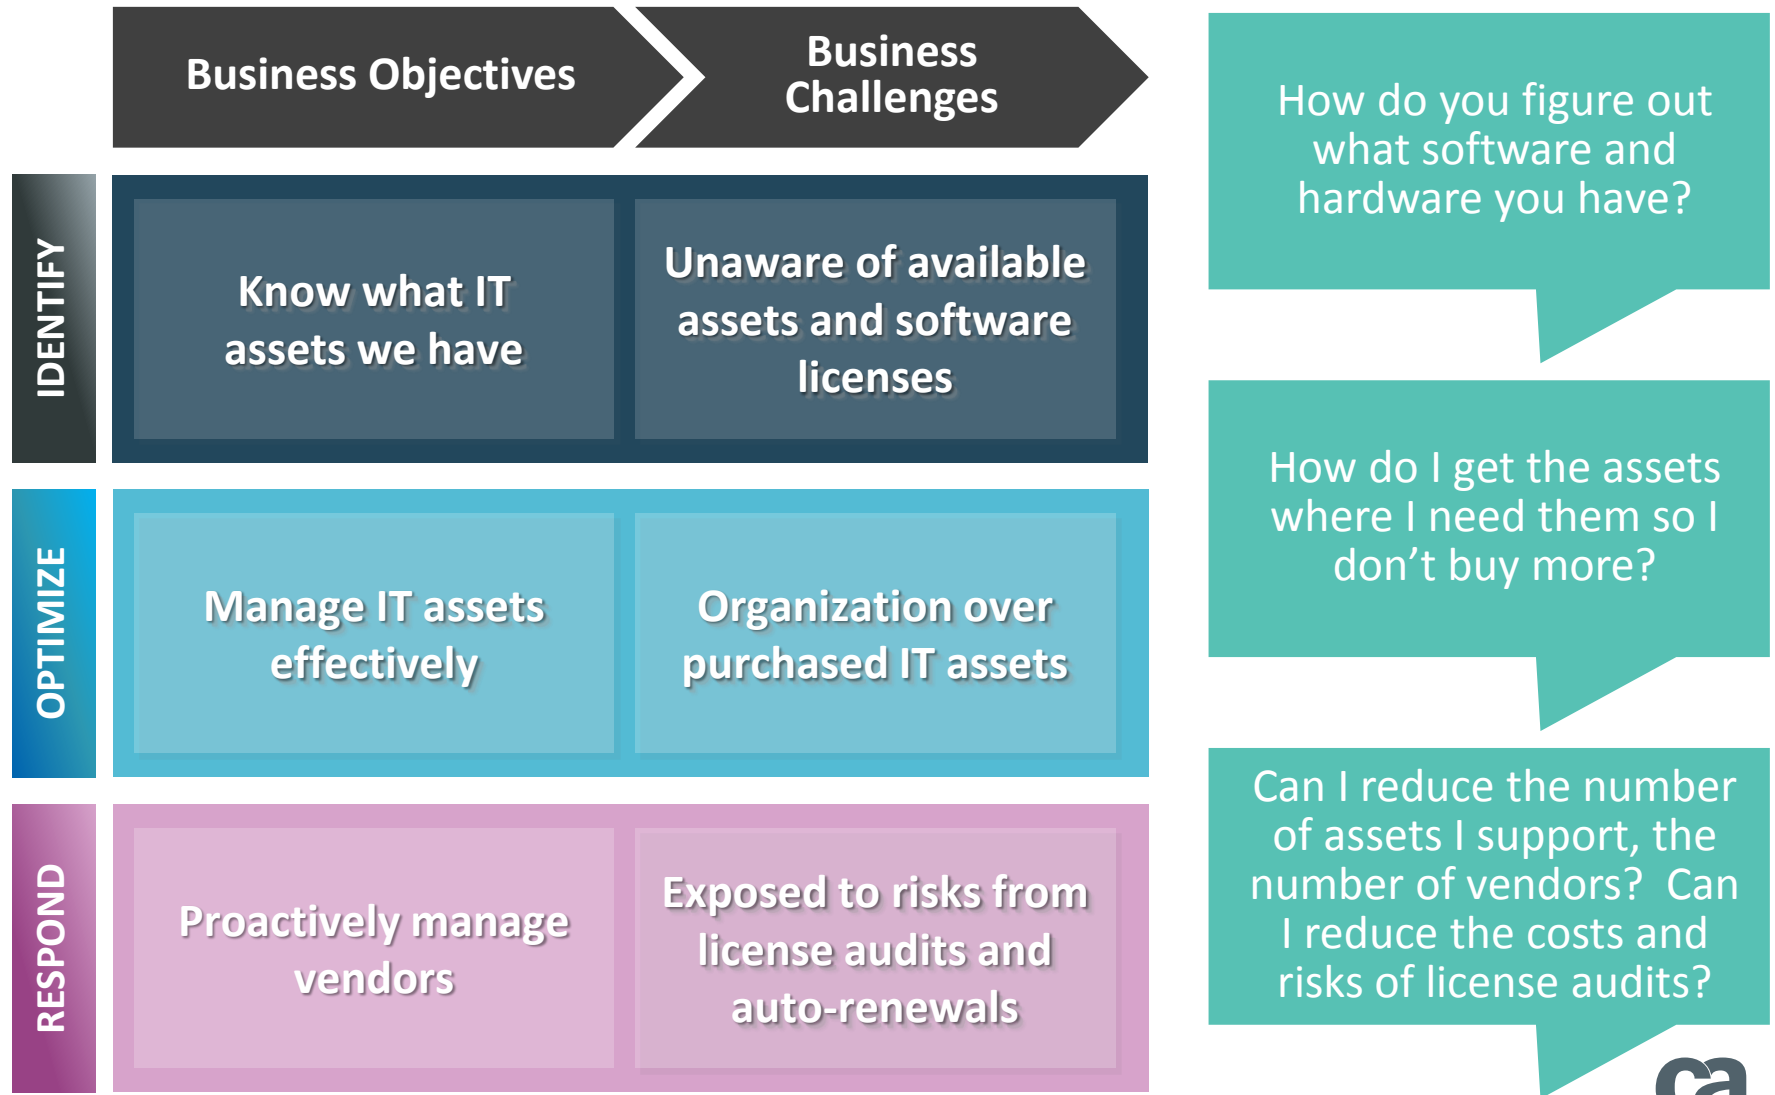 Business Objectives
Business
Challenges
IDENTIFY
Know what IT
assets we have
Unaware of available
assets and software
licenses
How do you figure out
what software and
hardware you have?
OPTIMIZE
Manage IT assets
effectively
Organization over
purchased IT assets
How do I get the assets
where I need them so I
don’t buy more?
RESPOND
Proactively manage
vendors
Exposed to risks from
license audits and
auto-renewals
Can I reduce the number
of assets I support, the
number of vendors?  Can
I reduce the costs and
risks of license audits?
ca